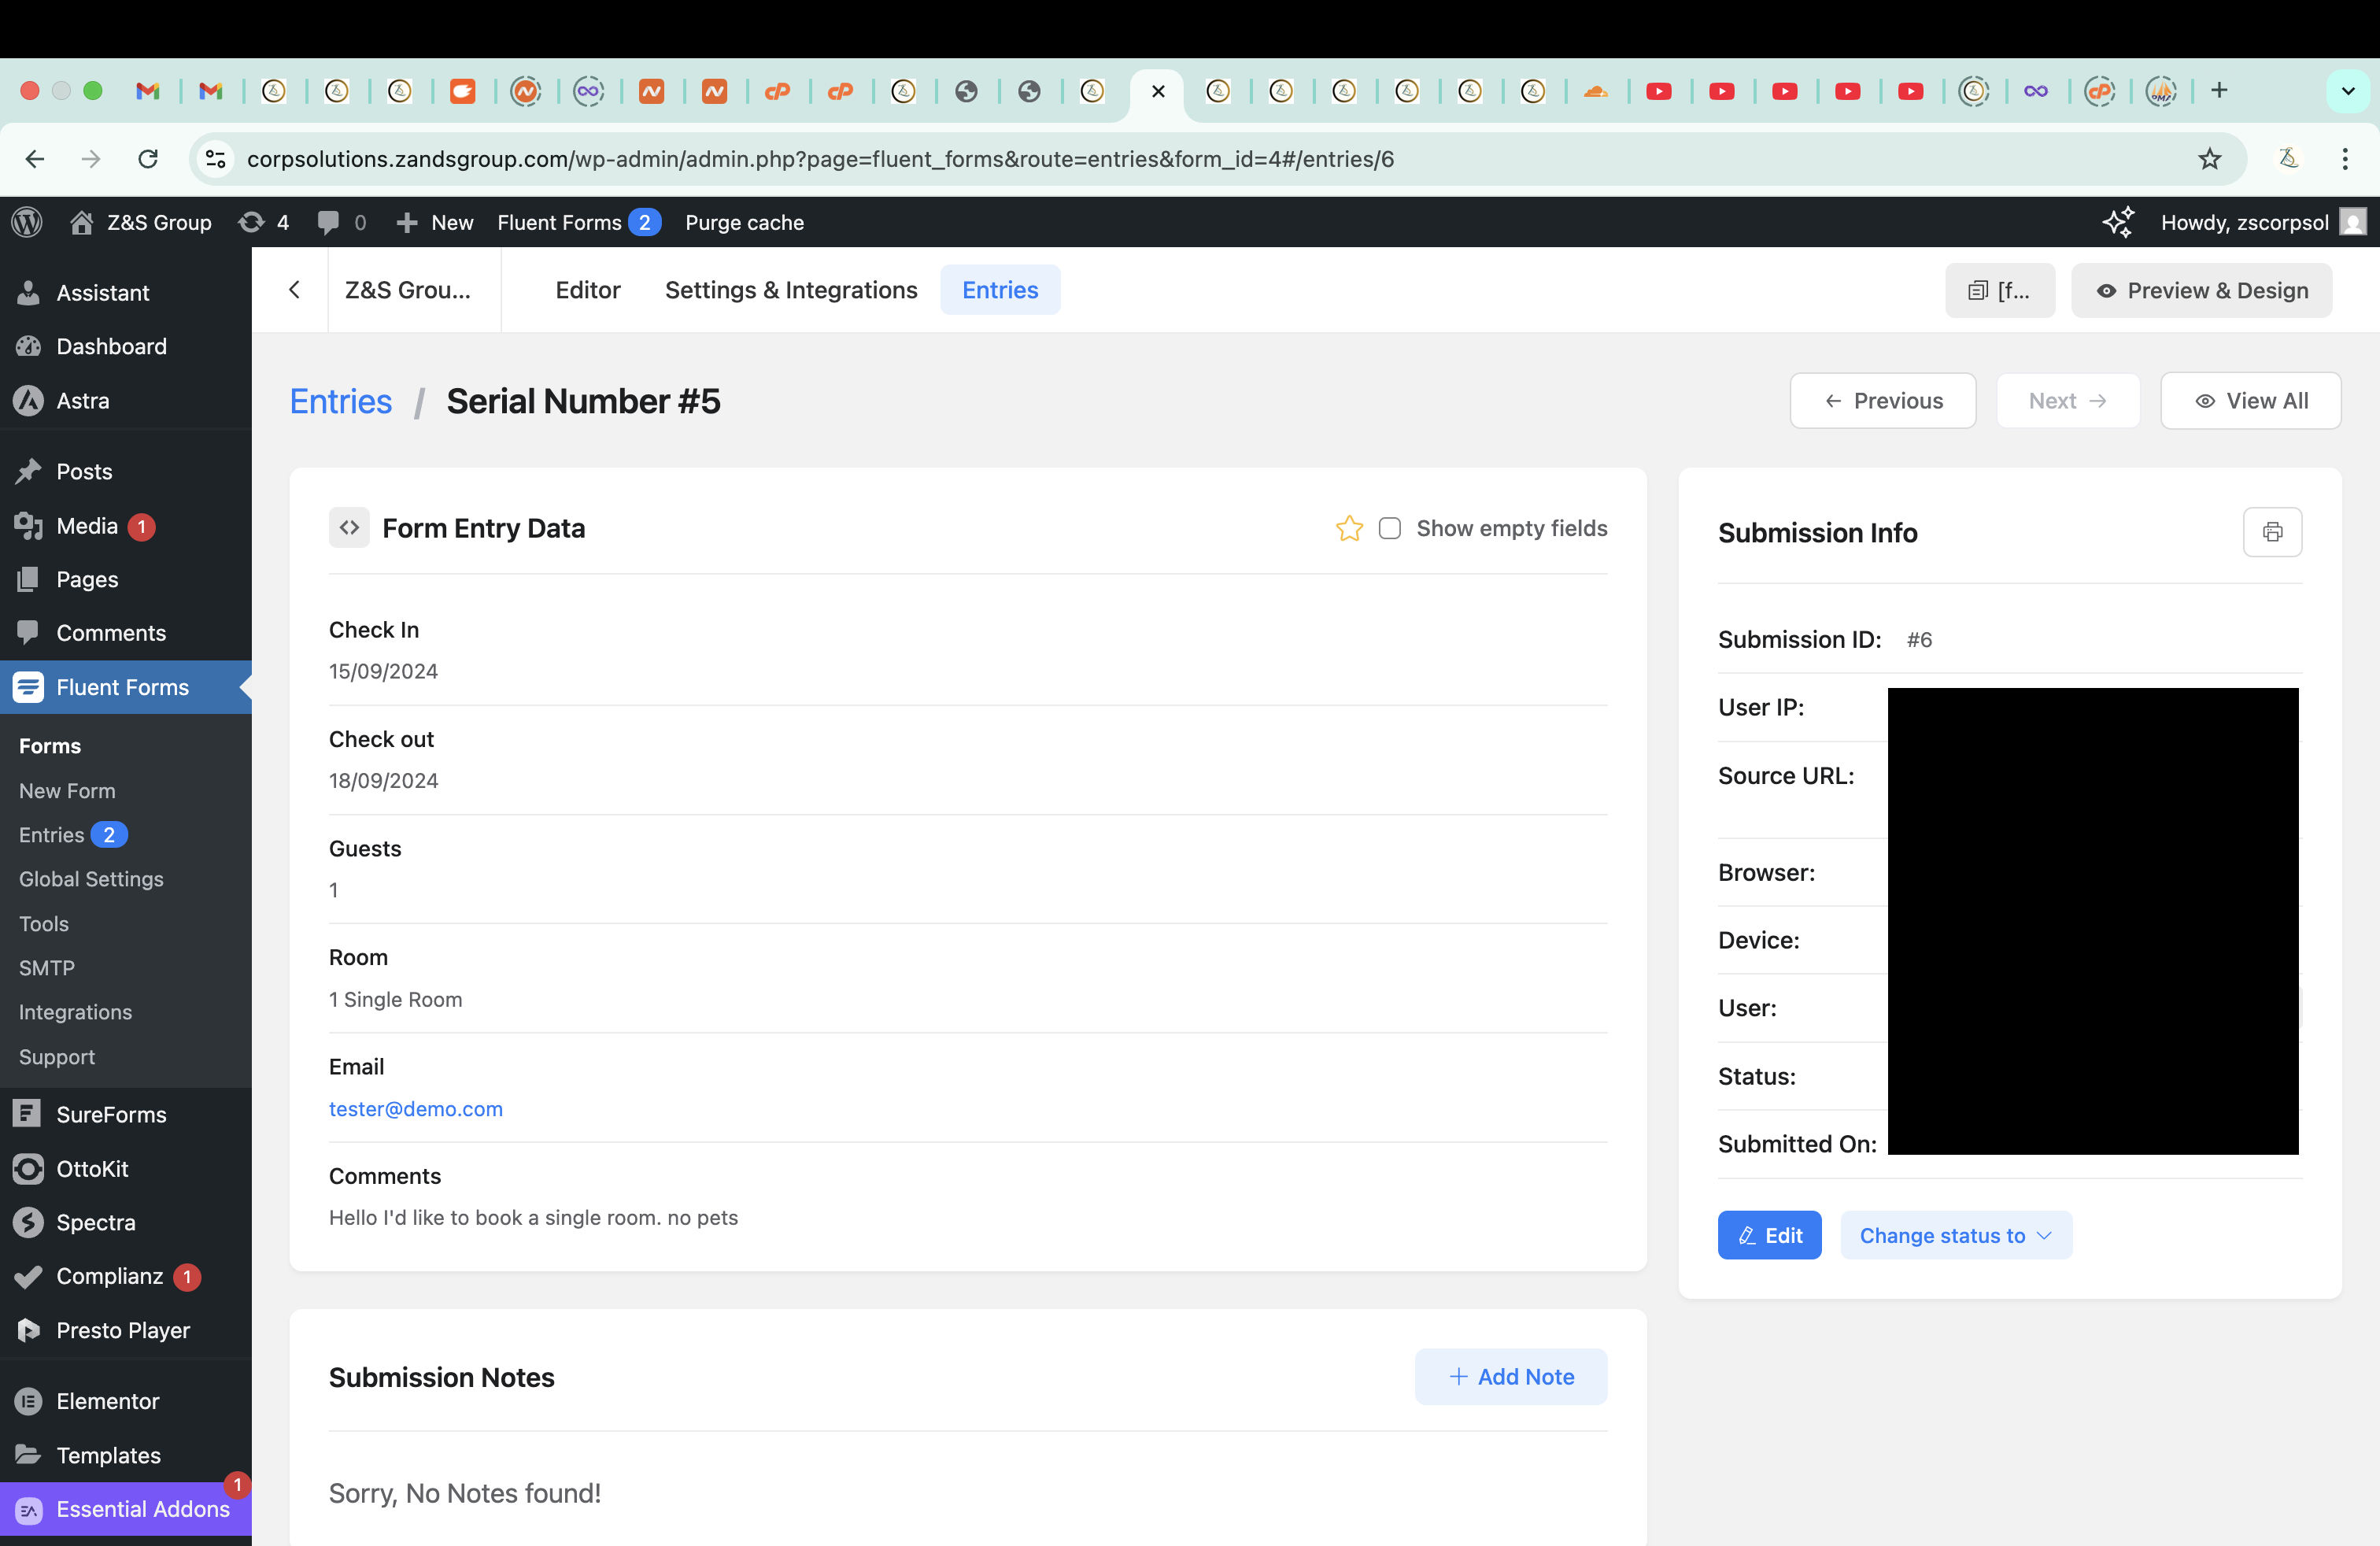 corpsolutions.zandsgroup.com/wp-admin/admin.php?page=fluent_forms&route=entries&form_id=4#/entries/6
Z&S Group 4 0 New Fluent Forms 2 Purge cache Howdy, zscorpsol
Assistant
Dashboard
Astra
Posts
Media 1
Pages
Comments
Fluent Forms
Forms
New Form
Entries 2
Global Settings
Tools
SMTP
Integrations
Support
SureForms
OttoKit
Spectra
Complianz 1
Presto Player
Elementor
Templates
Essential Addons 1
Z&S Grou... Editor Settings & Integrations Entries [f... Preview & Design
Entries / Serial Number #5 Previous Next View All
Form Entry Data Show empty fields
Check In
15/09/2024
Check out
18/09/2024
Guests
1
Room
1 Single Room
Email
tester@demo.com
Comments
Hello I'd like to book a single room. no pets
Submission Notes + Add Note
Sorry, No Notes found!
Submission Info
Submission ID: #6
User IP:
Source URL:
Browser:
Device:
User:
Status:
Submitted On:
Edit Change status to